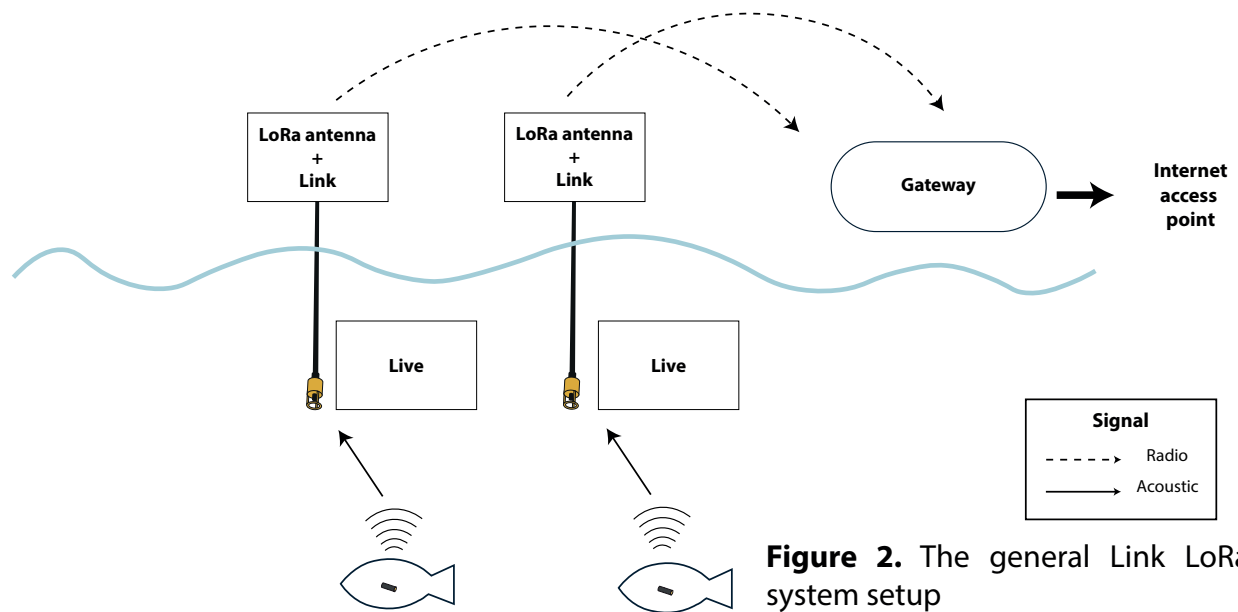 LoRa antenna
+
Link
LoRa antenna
+
Link
Gateway
Internet
access
point
Live
Live
Signal
Radio
Acoustic
Figure 2. The general Link LoRa
system setup